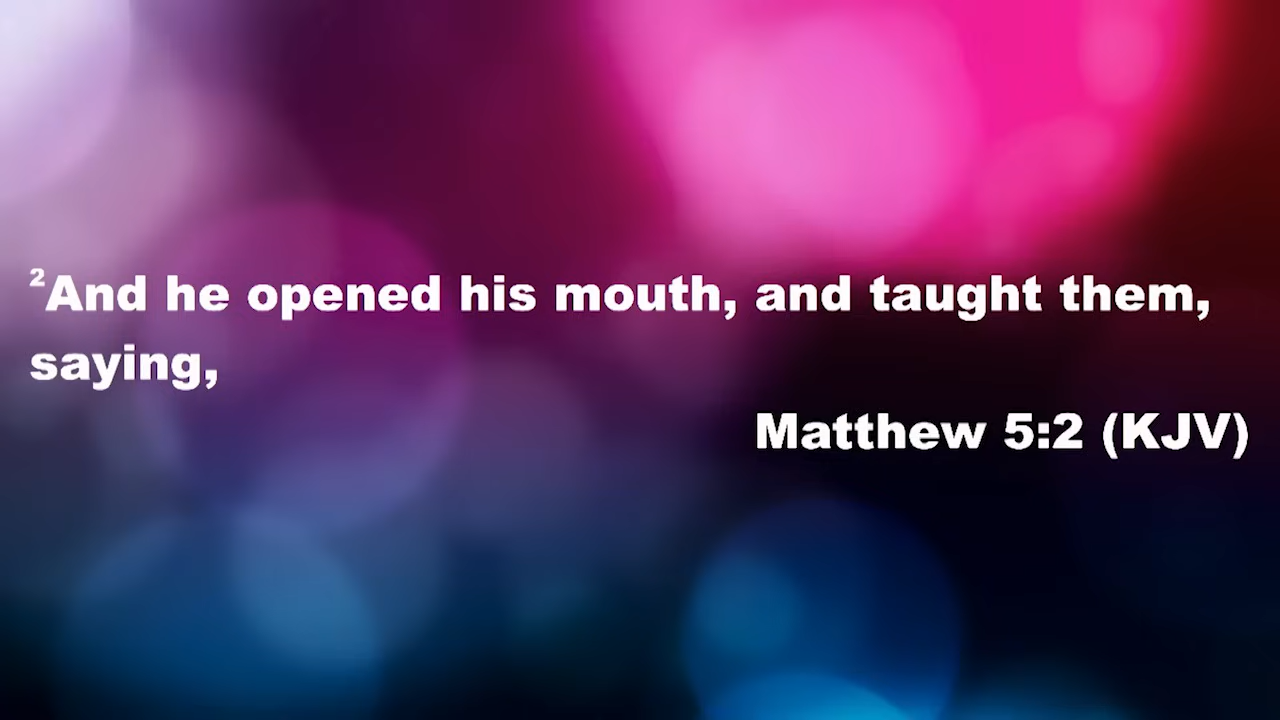 ²And he opened his mouth, and taught them,
saying,
Matthew 5:2 (KJV)